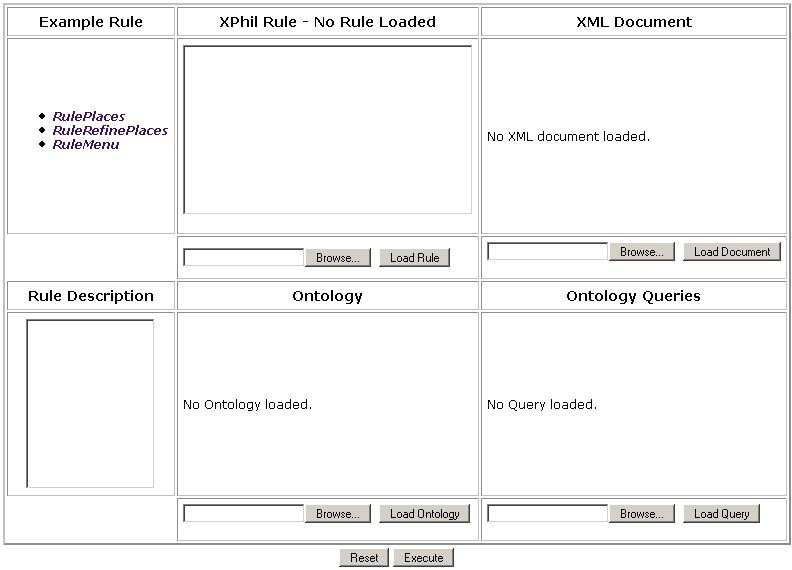 Example Rule
XPhil Rule - No Rule Loaded
XML Document
RulePlaces
RuleRefinePlaces
RuleMenu
No XML document loaded.
Browse... Load Rule
Browse... Load Document
Rule Description
Ontology
Ontology Queries
No Ontology loaded.
No Query loaded.
Browse... Load Ontology
Browse... Load Query
Reset Execute